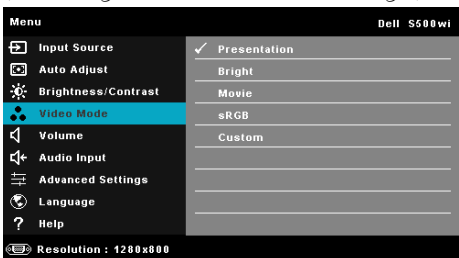 Menu
Dell S500wi
Input Source
Auto Adjust
Brightness/Contrast
Video Mode
Volume
Audio Input
Advanced Settings
Language
? Help
✓ Presentation
Bright
Movie
sRGB
Custom
Resolution : 1280x800